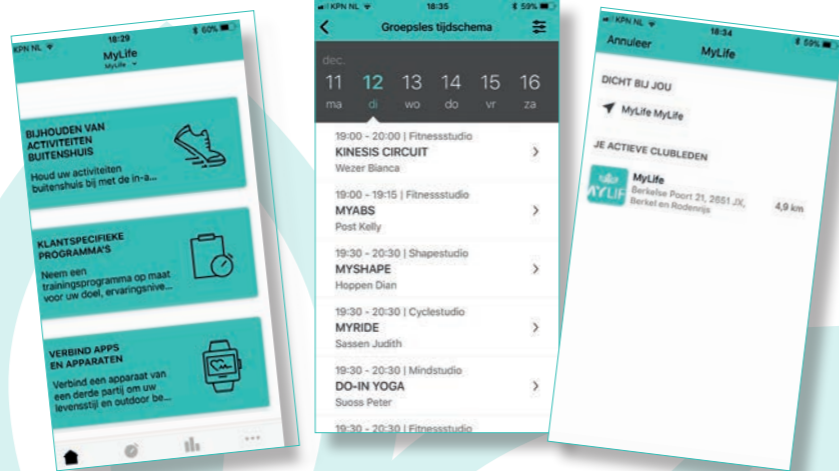 KPN NL 18:29 60%
MyLife
MyLife
BIJHOUDEN VAN
ACTIVITEITEN
BUITENSHUIS
Houd uw activiteiten
buitenshuis bij met de in-a...
KLANTSPECIFIEKE
PROGRAMMA'S
Neem een
trainingsprogramma op maat
voor uw doel, ervaringsnive...
VERBIND APPS
EN APPARATEN
Verbind een apparaat van
een derde partij om uw
levensstijl en outdoor be...
KPN NL 18:35 59%
Groepsles tijdschema
dec.
11 12 13 14 15 16
ma di wo do vr za
19:00 - 20:00 | Fitnessstudio
KINESIS CIRCUIT
Wezer Bianca
19:00 - 19:15 | Fitnessstudio
MYABS
Post Kelly
19:30 - 20:30 | Shapestudio
MYSHAPE
Hoppen Dian
19:30 - 20:30 | Cyclestudio
MYRIDE
Sassen Judith
19:30 - 20:30 | Mindstudio
DO-IN YOGA
Suoss Peter
19:30 - 20:30 | Fitnessstudio
KPN NL 18:34 59%
Annuleer MyLife
DICHT BIJ JOU
MyLife MyLife
JE ACTIEVE CLUBLEDEN
MYLIF
MyLife
Berkelse Poort 21, 2651 JX,
Berkel en Rodenrijs
4,9 km